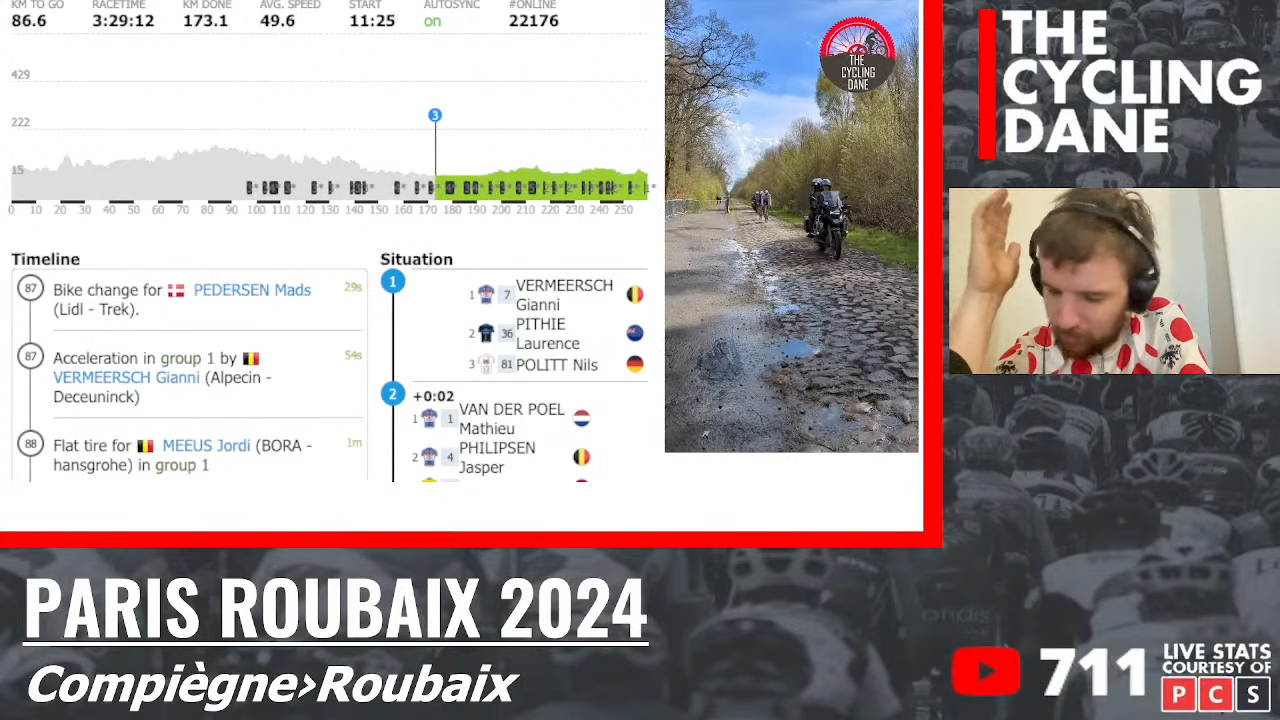 KM TO GO RACETIME KM DONE AVG. SPEED START AUTOSYNC #ONLINE
86.6 3:29:12 173.1 49.6 11:25 on 22176
429
222
15
3
0 10 20 30 40 50 60 70 80 90 100 110 120 130 140 150 160 170 180 190 200 210 220 230 240 250
Timeline
87 Bike change for PEDERSEN Mads 29s
(Lidl - Trek).
87 Acceleration in group 1 by 54s
VERMEERSCH Gianni (Alpecin -
Deceuninck)
88 Flat tire for MEEUS Jordi (BORA - 1m
hansgrohe) in group 1
Situation
1
1 7 VERMEERSCH
Gianni
2 36 PITHIE
Laurence
3 81 POLITT Nils
2 +0:02
1 1 VAN DER POEL
Mathieu
2 4 PHILIPSEN
Jasper
THE
CYCLING
DANE
THE
CYCLING
DANE
PARIS ROUBAIX 2024
Compiègne›Roubaix
711
LIVE STATS
COURTESY OF
PCS